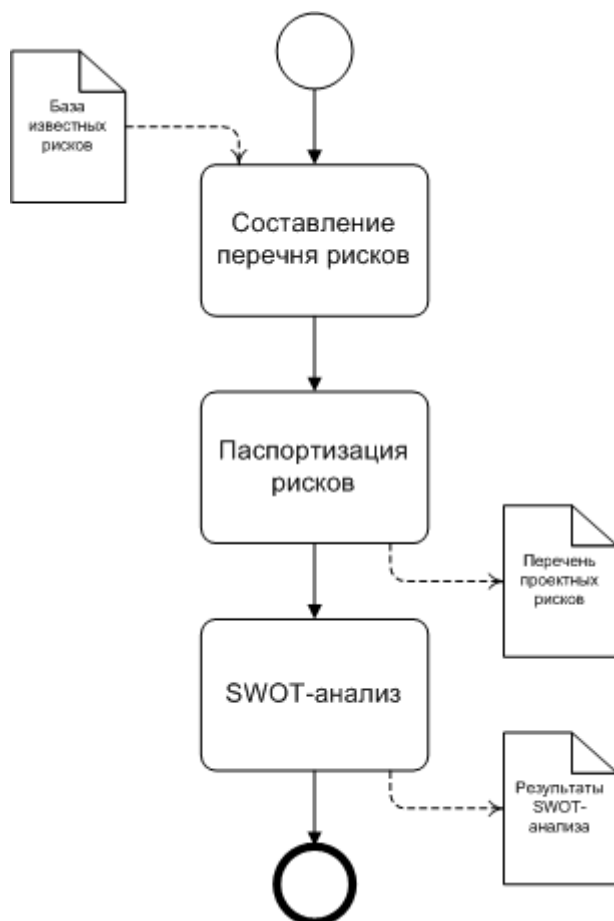 База
известных
рисков
Составление
перечня рисков
Паспортизация
рисков
Перечень
проектных
рисков
SWOT-анализ
Результаты
SWOT-
анализа